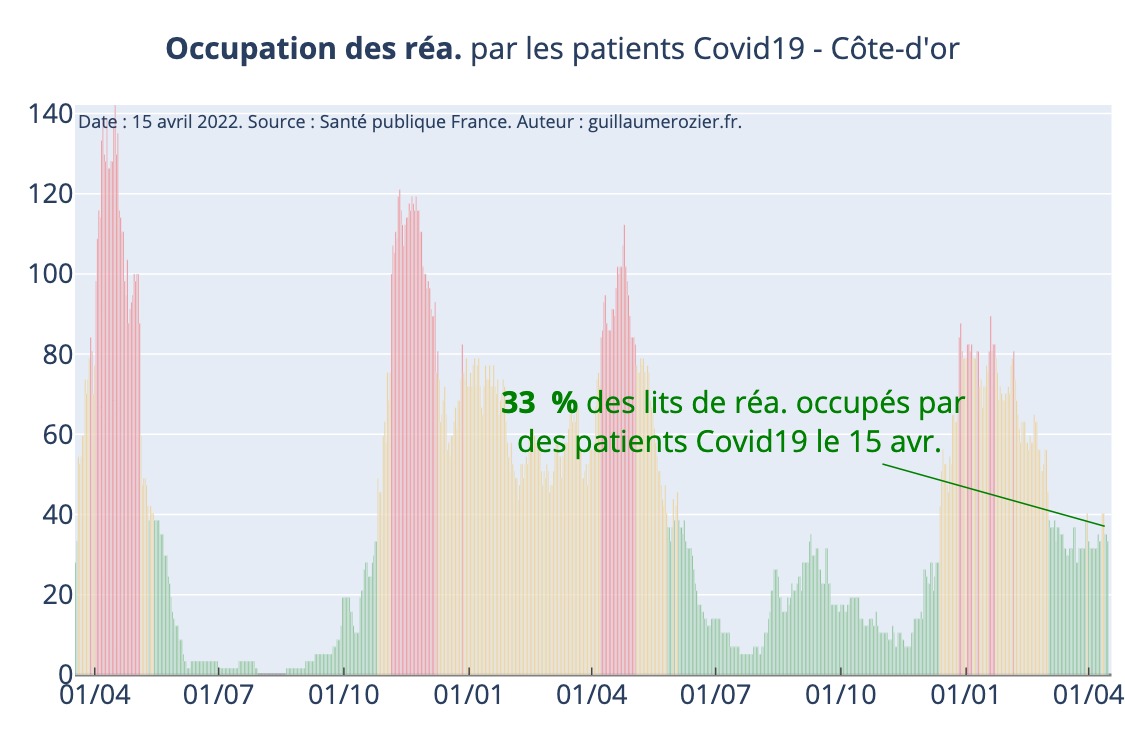 Occupation des réa. par les patients Covid19 - Côte-d'or
140
Date : 15 avril 2022. Source : Santé publique France. Auteur : guillaumerozier.fr.
120
100
80
33 % des lits de réa. occupés par
des patients Covid19 le 15 avr.
60
40
20
0
01/04 01/07 01/10 01/01 01/04 01/07 01/10 01/01 01/04